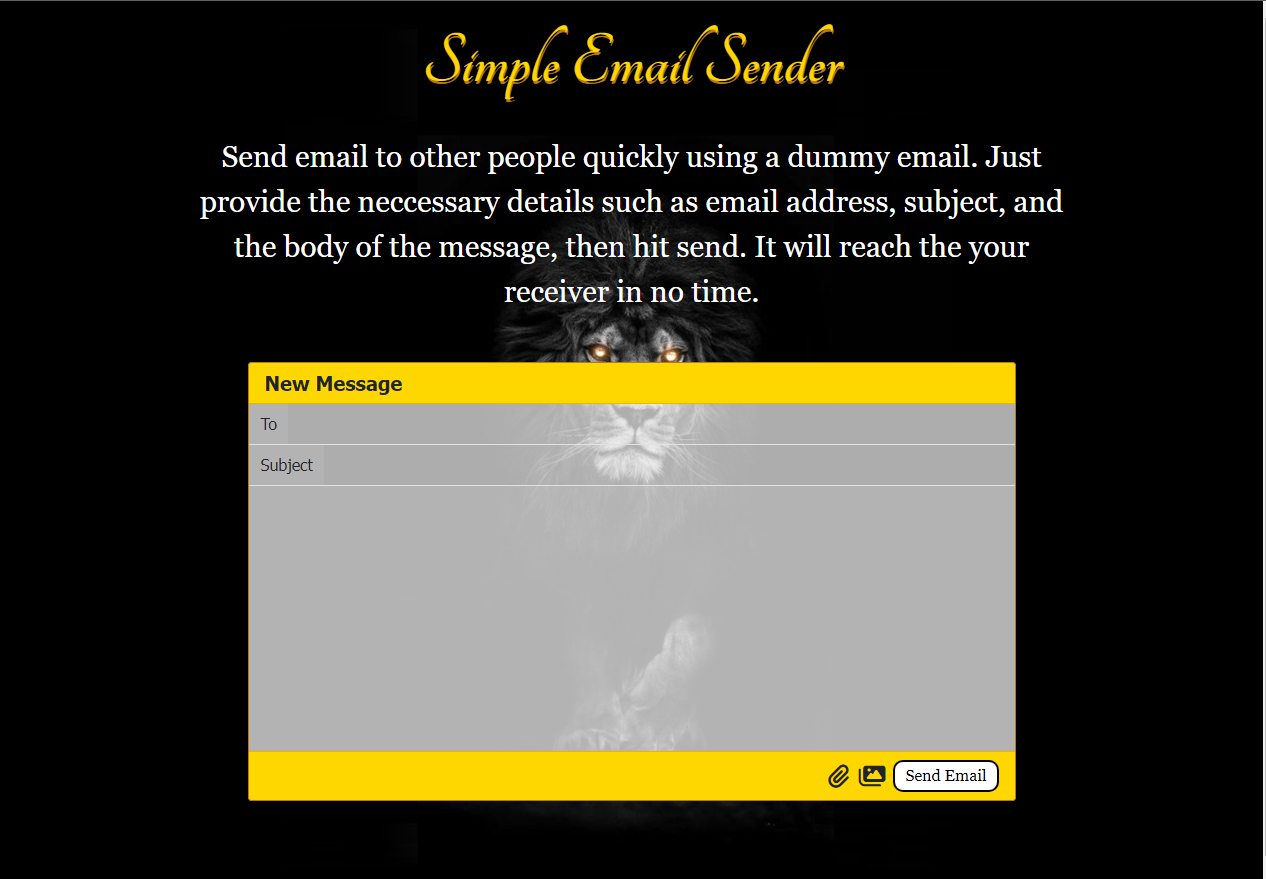 Simple Email Sender
Send email to other people quickly using a dummy email. Just
provide the neccessary details such as email address, subject, and
the body of the message, then hit send. It will reach the your
receiver in no time.
New Message
To
Subject
Send Email